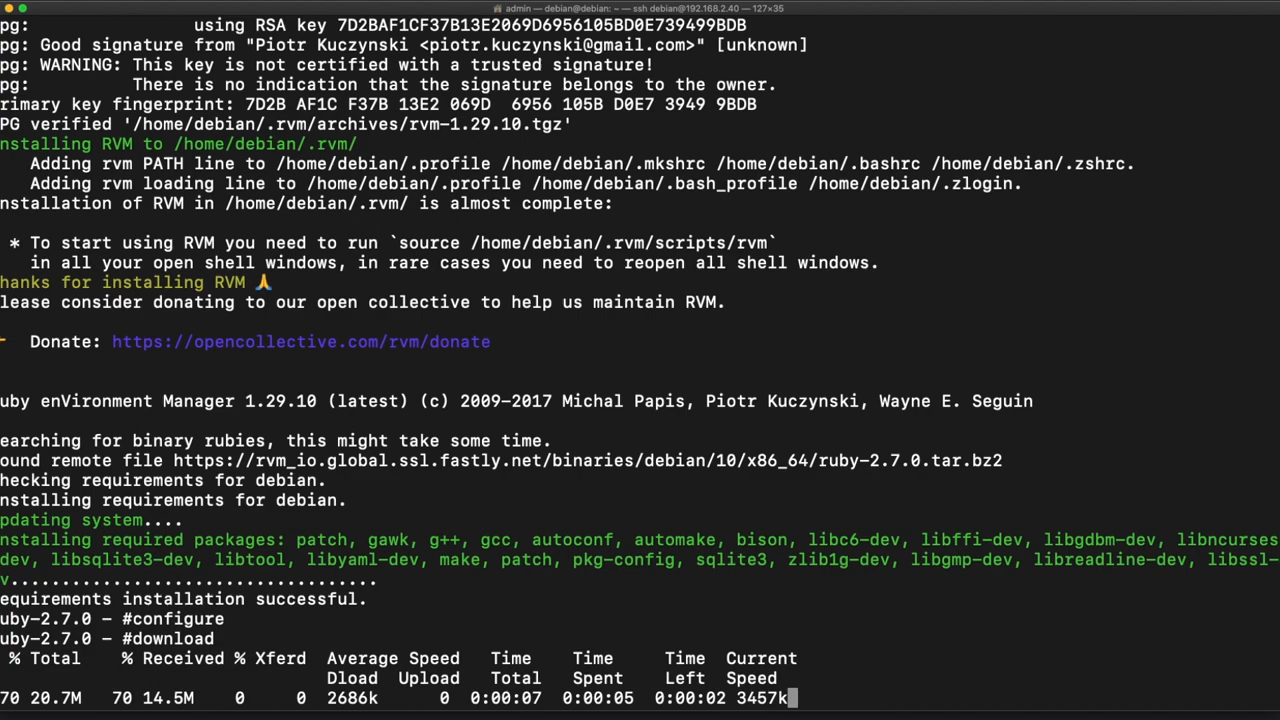 admin — debian@debian: ~ — ssh debian@192.168.2.40 — 127×35
pg:                using RSA key 7D2BAF1CF37B13E2069D6956105BD0E739499BDB
pg: Good signature from "Piotr Kuczynski <piotr.kuczynski@gmail.com>" [unknown]
pg: WARNING: This key is not certified with a trusted signature!
pg:          There is no indication that the signature belongs to the owner.
rimary key fingerprint: 7D2B AF1C F37B 13E2 069D  6956 105B D0E7 3949 9BDB
PG verified '/home/debian/.rvm/archives/rvm-1.29.10.tgz'
nstalling RVM to /home/debian/.rvm/
   Adding rvm PATH line to /home/debian/.profile /home/debian/.mkshrc /home/debian/.bashrc /home/debian/.zshrc.
   Adding rvm loading line to /home/debian/.profile /home/debian/.bash_profile /home/debian/.zlogin.
nstallation of RVM in /home/debian/.rvm/ is almost complete:
 * To start using RVM you need to run `source /home/debian/.rvm/scripts/rvm`
   in all your open shell windows, in rare cases you need to reopen all shell windows.
hanks for installing RVM 🙏
lease consider donating to our open collective to help us maintain RVM.
   Donate: https://opencollective.com/rvm/donate
uby enVironment Manager 1.29.10 (latest) (c) 2009-2017 Michal Papis, Piotr Kuczynski, Wayne E. Seguin
earching for binary rubies, this might take some time.
ound remote file https://rvm_io.global.ssl.fastly.net/binaries/debian/10/x86_64/ruby-2.7.0.tar.bz2
hecking requirements for debian.
nstalling requirements for debian.
pdating system....
nstalling required packages: patch, gawk, g++, gcc, autoconf, automake, bison, libc6-dev, libffi-dev, libgdbm-dev, libncurses
dev, libsqlite3-dev, libtool, libyaml-dev, make, patch, pkg-config, sqlite3, zlib1g-dev, libgmp-dev, libreadline-dev, libssl-
v....................................
equirements installation successful.
uby-2.7.0 - #configure
uby-2.7.0 - #download
 % Total    % Received % Xferd  Average Speed   Time    Time     Time  Current
                                Dload  Upload   Total   Spent    Left  Speed
70 20.7M   70 14.5M    0     0  2686k      0  0:00:07  0:00:05  0:00:02 3457k